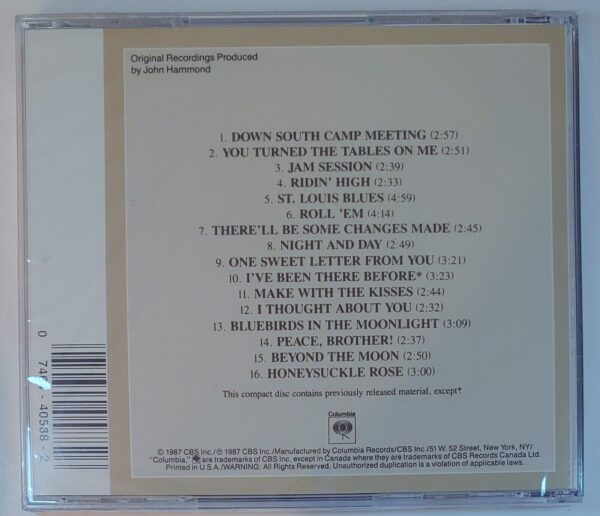 Original Recordings Produced
by John Hammond
1. DOWN SOUTH CAMP MEETING (2:57)
2. YOU TURNED THE TABLES ON ME (2:51)
3. JAM SESSION (2:39)
4. RIDIN' HIGH (2:33)
5. ST. LOUIS BLUES (4:59)
6. ROLL 'EM (4:14)
7. THERE'LL BE SOME CHANGES MADE (2:45)
8. NIGHT AND DAY (2:49)
9. ONE SWEET LETTER FROM YOU (3:21)
10. I'VE BEEN THERE BEFORE* (3:23)
11. MAKE WITH THE KISSES (2:44)
12. I THOUGHT ABOUT YOU (2:32)
13. BLUEBIRDS IN THE MOONLIGHT (3:09)
14. PEACE, BROTHER! (2:37)
15. BEYOND THE MOON (2:50)
16. HONEYSUCKLE ROSE (3:00)
This compact disc contains previously released material, except*.
Columbia
© 1987 CBS Inc./℗ 1987 CBS Inc./Manufactured by Columbia Records/CBS Inc./51 W. 52 Street, New York, NY/
"Columbia," are trademarks of CBS Inc. except in Canada where they are trademarks of CBS Records Canada Ltd.
Printed in U.S.A./WARNING: All Rights Reserved. Unauthorized duplication is a violation of applicable laws.
0 74 - 40588 - 2